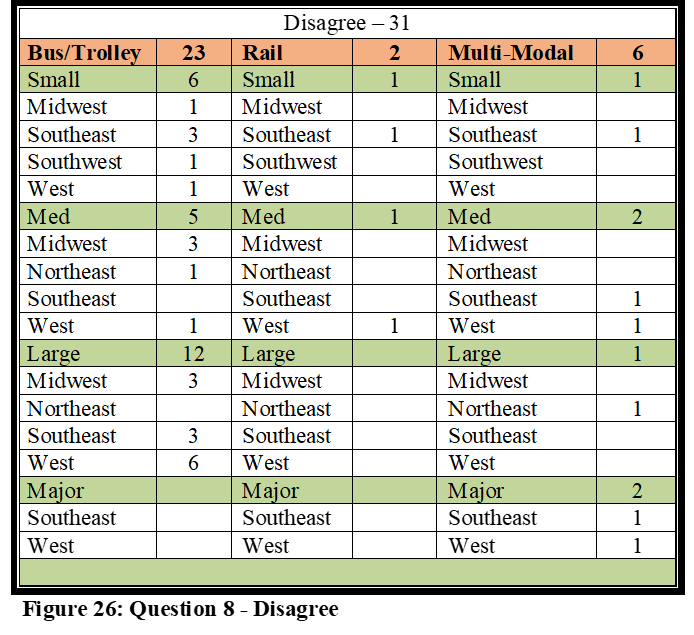 Disagree – 31
Bus/Trolley 23 Rail 2 Multi-Modal 6
Small 6 Small 1 Small 1
Midwest 1 Midwest Midwest
Southeast 3 Southeast 1 Southeast 1
Southwest 1 Southwest Southwest
West 1 West West
Med 5 Med 1 Med 2
Midwest 3 Midwest Midwest
Northeast 1 Northeast Northeast
Southeast Southeast Southeast 1
West 1 West 1 West 1
Large 12 Large Large 1
Midwest 3 Midwest Midwest
Northeast Northeast Northeast 1
Southeast 3 Southeast Southeast
West 6 West West
Major Major Major 2
Southeast Southeast Southeast 1
West West West 1
Figure 26: Question 8 - Disagree